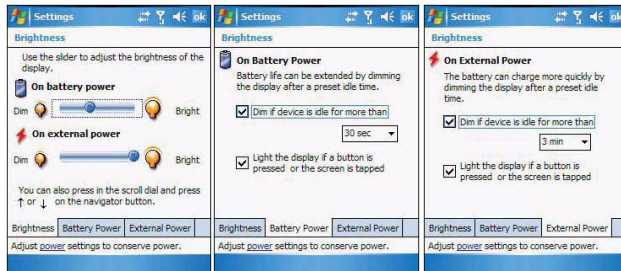 Settings
ok
Brightness
Use the slider to adjust the brightness of the
display.
On battery power
Dim
Bright
On external power
Dim
Bright
You can also press in the scroll dial and press
↑ or ↓ on the navigator button.
Brightness Battery Power External Power
Adjust power settings to conserve power.
Settings
ok
Brightness
On Battery Power
Battery life can be extended by dimming
the display after a preset idle time.
Dim if device is idle for more than
30 sec
Light the display if a button is
pressed or the screen is tapped
Brightness Battery Power External Power
Adjust power settings to conserve power.
Settings
ok
Brightness
On External Power
The battery can charge more quickly by
dimming the display after a preset idle
time.
Dim if device is idle for more than
3 min
Light the display if a button is
pressed or the screen is tapped
Brightness Battery Power External Power
Adjust power settings to conserve power.